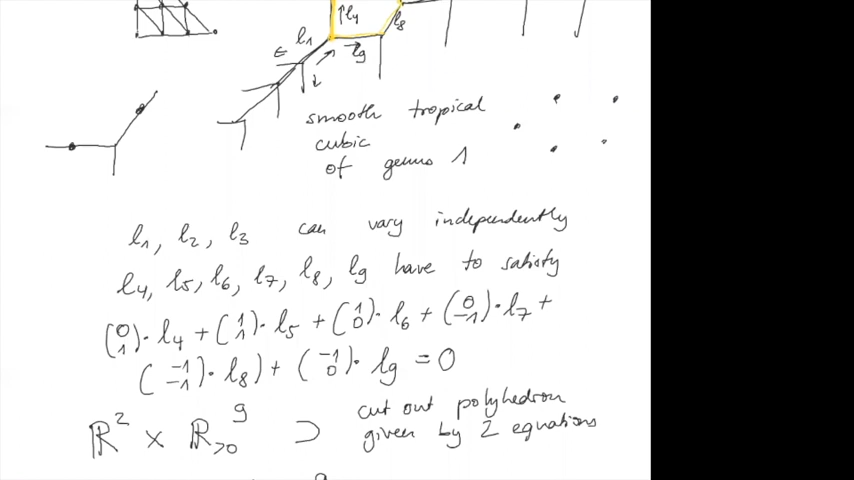 ↑l4
l8
∈ l1
→ l9
smooth tropical
cubic
of genus 1
l1, l2, l3 can vary independently
l4, l5, l6, l7, l8, l9 have to satisfy
(0 1)·l4 + (1 1)·l5 + (1 0)·l6 + (0 -1)·l7 +
(-1 -1)·l8) + (-1 0)·l9 = 0
ℝ² × ℝ>0⁹ ⊃ cut out polyhedron
given by 2 equations